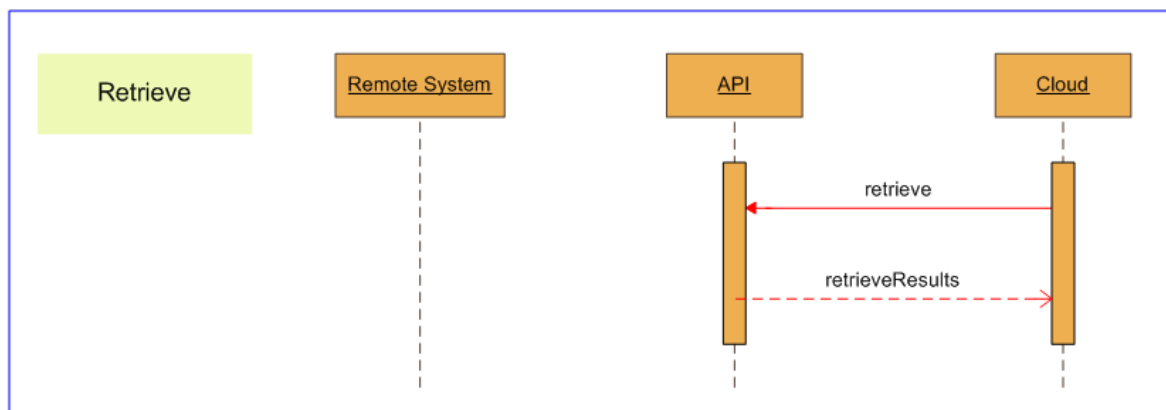 Retrieve
Remote System
API
Cloud
retrieve
retrieveResults